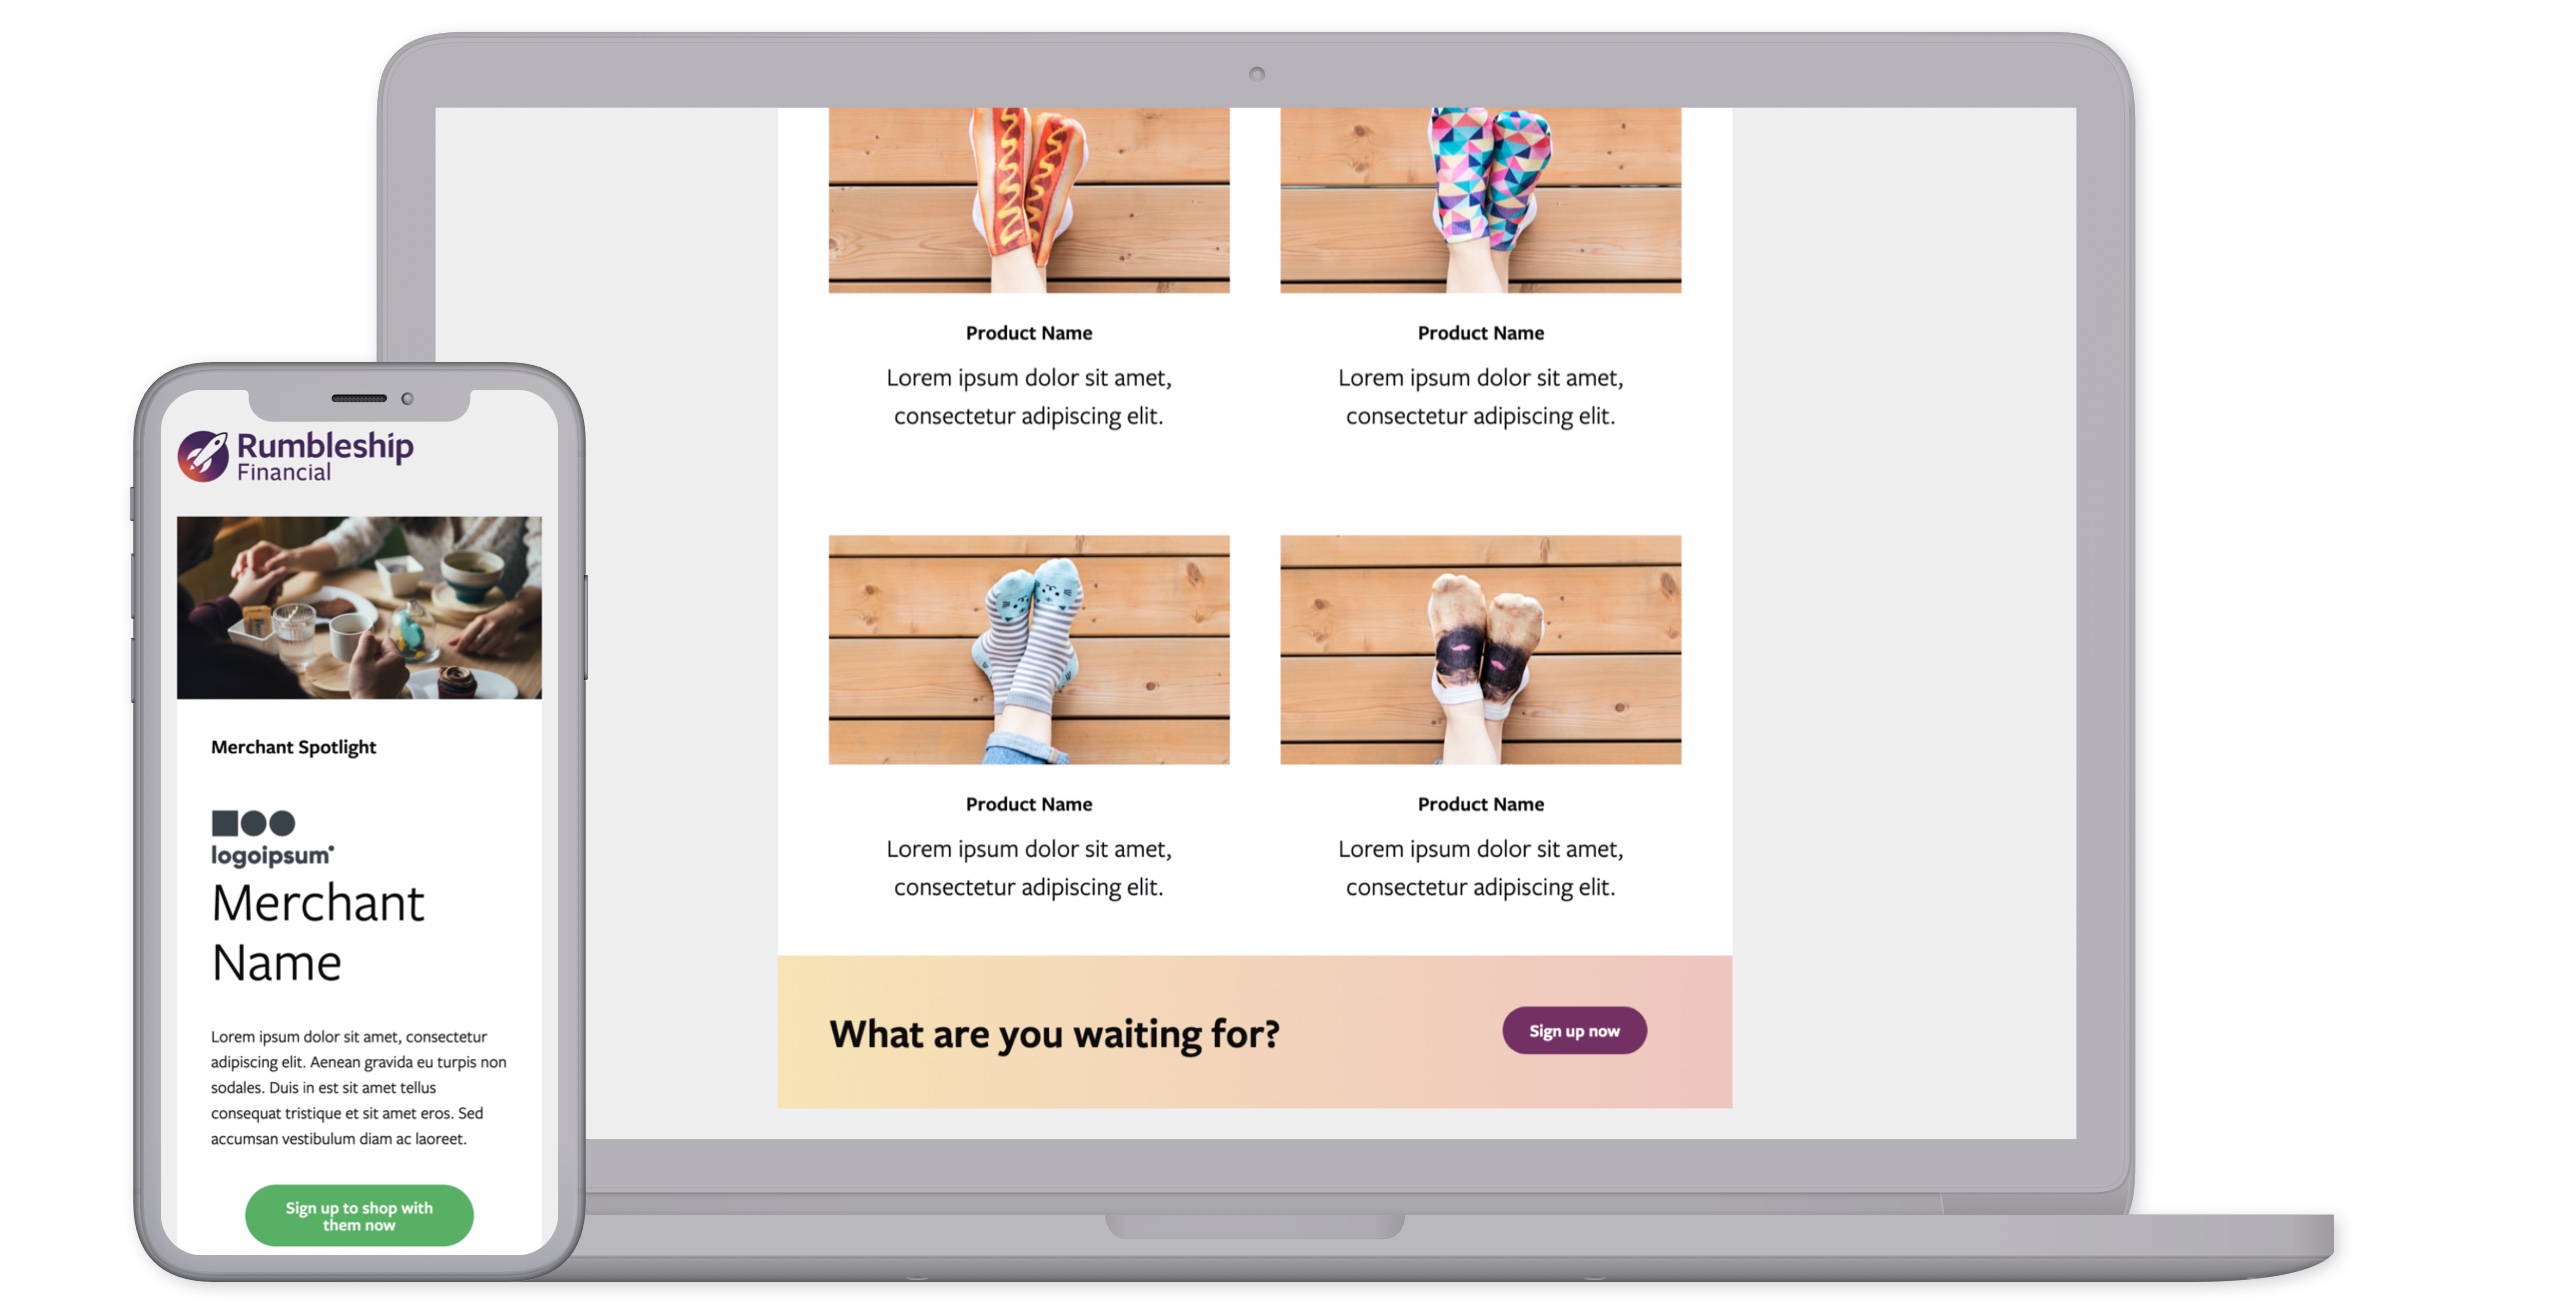 Product Name
Lorem ipsum dolor sit amet,
consectetur adipiscing elit.
Product Name
Lorem ipsum dolor sit amet,
consectetur adipiscing elit.
Product Name
Lorem ipsum dolor sit amet,
consectetur adipiscing elit.
Product Name
Lorem ipsum dolor sit amet,
consectetur adipiscing elit.
What are you waiting for?
Sign up now
Rumbleship
Financial
Merchant Spotlight
logoipsum
Merchant
Name
Lorem ipsum dolor sit amet, consectetur
adipiscing elit. Aenean gravida eu turpis non
sodales. Duis in est sit amet tellus
consequat tristique et sit amet eros. Sed
accumsan vestibulum diam ac laoreet.
Sign up to shop with
them now